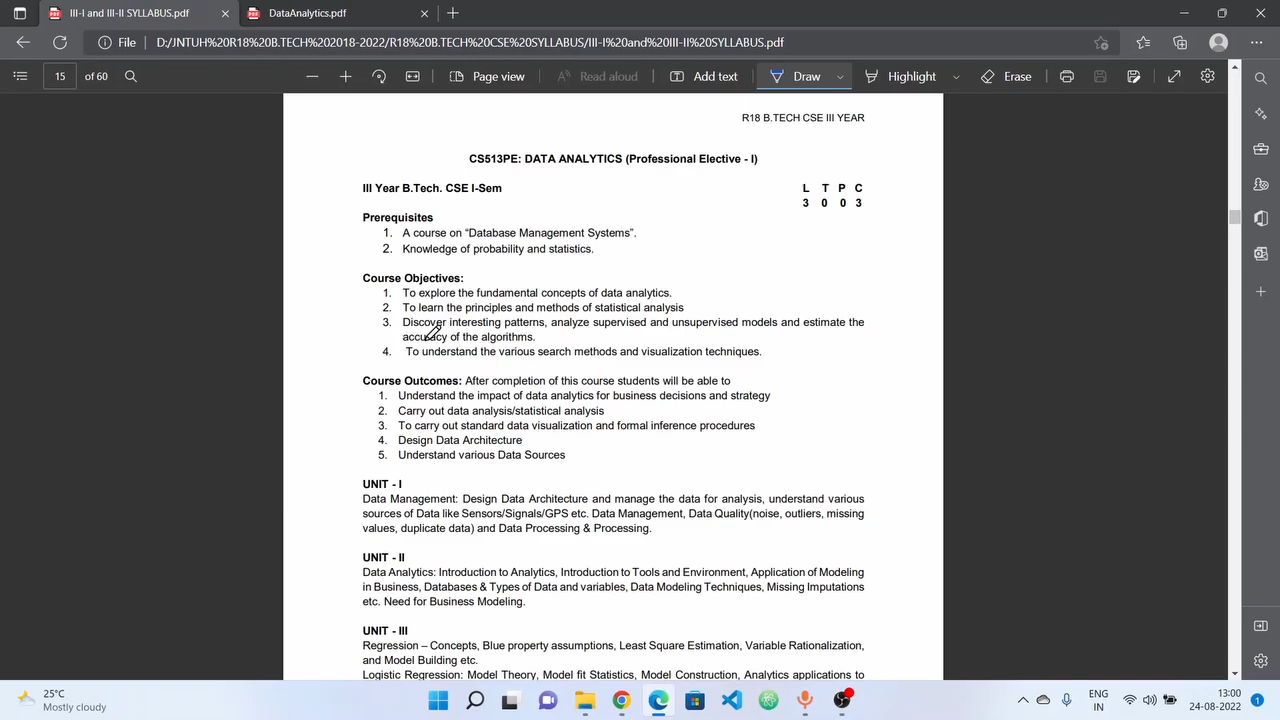 III-I and III-II SYLLABUS.pdf
DataAnalytics.pdf
File D:/JNTUH%20R18%20B.TECH%202018-2022/R18%20B.TECH%20CSE%20SYLLABUS/III-I%20and%20III-II%20SYLLABUS.pdf
15 of 60 Page view Read aloud Add text Draw Highlight Erase
R18 B.TECH CSE III YEAR
CS513PE: DATA ANALYTICS (Professional Elective - I)
III Year B.Tech. CSE I-Sem L T P C
3 0 0 3
Prerequisites
1. A course on “Database Management Systems”.
2. Knowledge of probability and statistics.
Course Objectives:
1. To explore the fundamental concepts of data analytics.
2. To learn the principles and methods of statistical analysis
3. Discover interesting patterns, analyze supervised and unsupervised models and estimate the
accuracy of the algorithms.
4. To understand the various search methods and visualization techniques.
Course Outcomes: After completion of this course students will be able to
1. Understand the impact of data analytics for business decisions and strategy
2. Carry out data analysis/statistical analysis
3. To carry out standard data visualization and formal inference procedures
4. Design Data Architecture
5. Understand various Data Sources
UNIT - I
Data Management: Design Data Architecture and manage the data for analysis, understand various
sources of Data like Sensors/Signals/GPS etc. Data Management, Data Quality(noise, outliers, missing
values, duplicate data) and Data Processing & Processing.
UNIT - II
Data Analytics: Introduction to Analytics, Introduction to Tools and Environment, Application of Modeling
in Business, Databases & Types of Data and variables, Data Modeling Techniques, Missing Imputations
etc. Need for Business Modeling.
UNIT - III
Regression – Concepts, Blue property assumptions, Least Square Estimation, Variable Rationalization,
and Model Building etc.
Logistic Regression: Model Theory, Model fit Statistics, Model Construction, Analytics applications to
25°C
Mostly cloudy
ENG
IN
13:00
24-08-2022
1